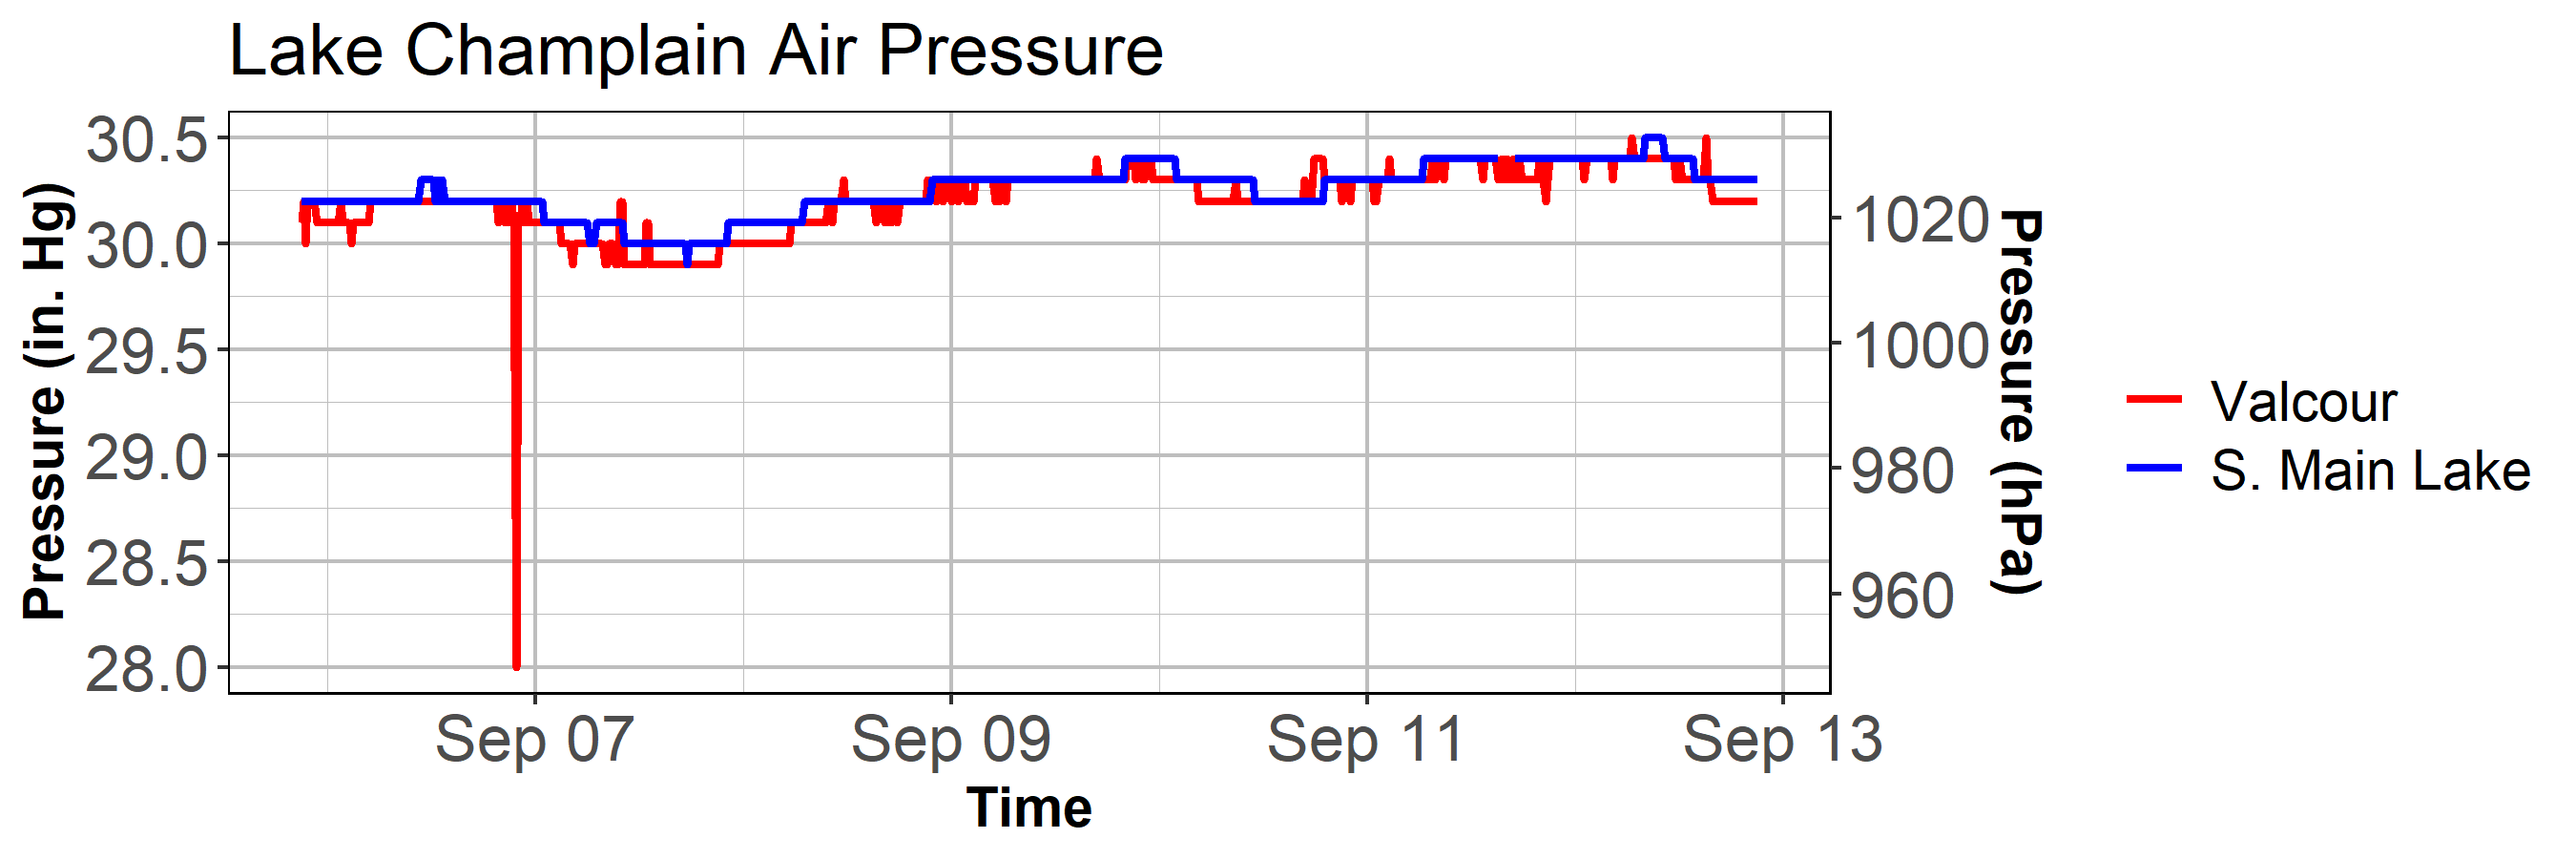 Lake Champlain Air Pressure
Pressure (in. Hg)
30.5
30.0
29.5
29.0
28.5
28.0
1020
1000
980
960
Pressure (hPa)
Valcour
S. Main Lake
Sep 07
Sep 09
Sep 11
Sep 13
Time